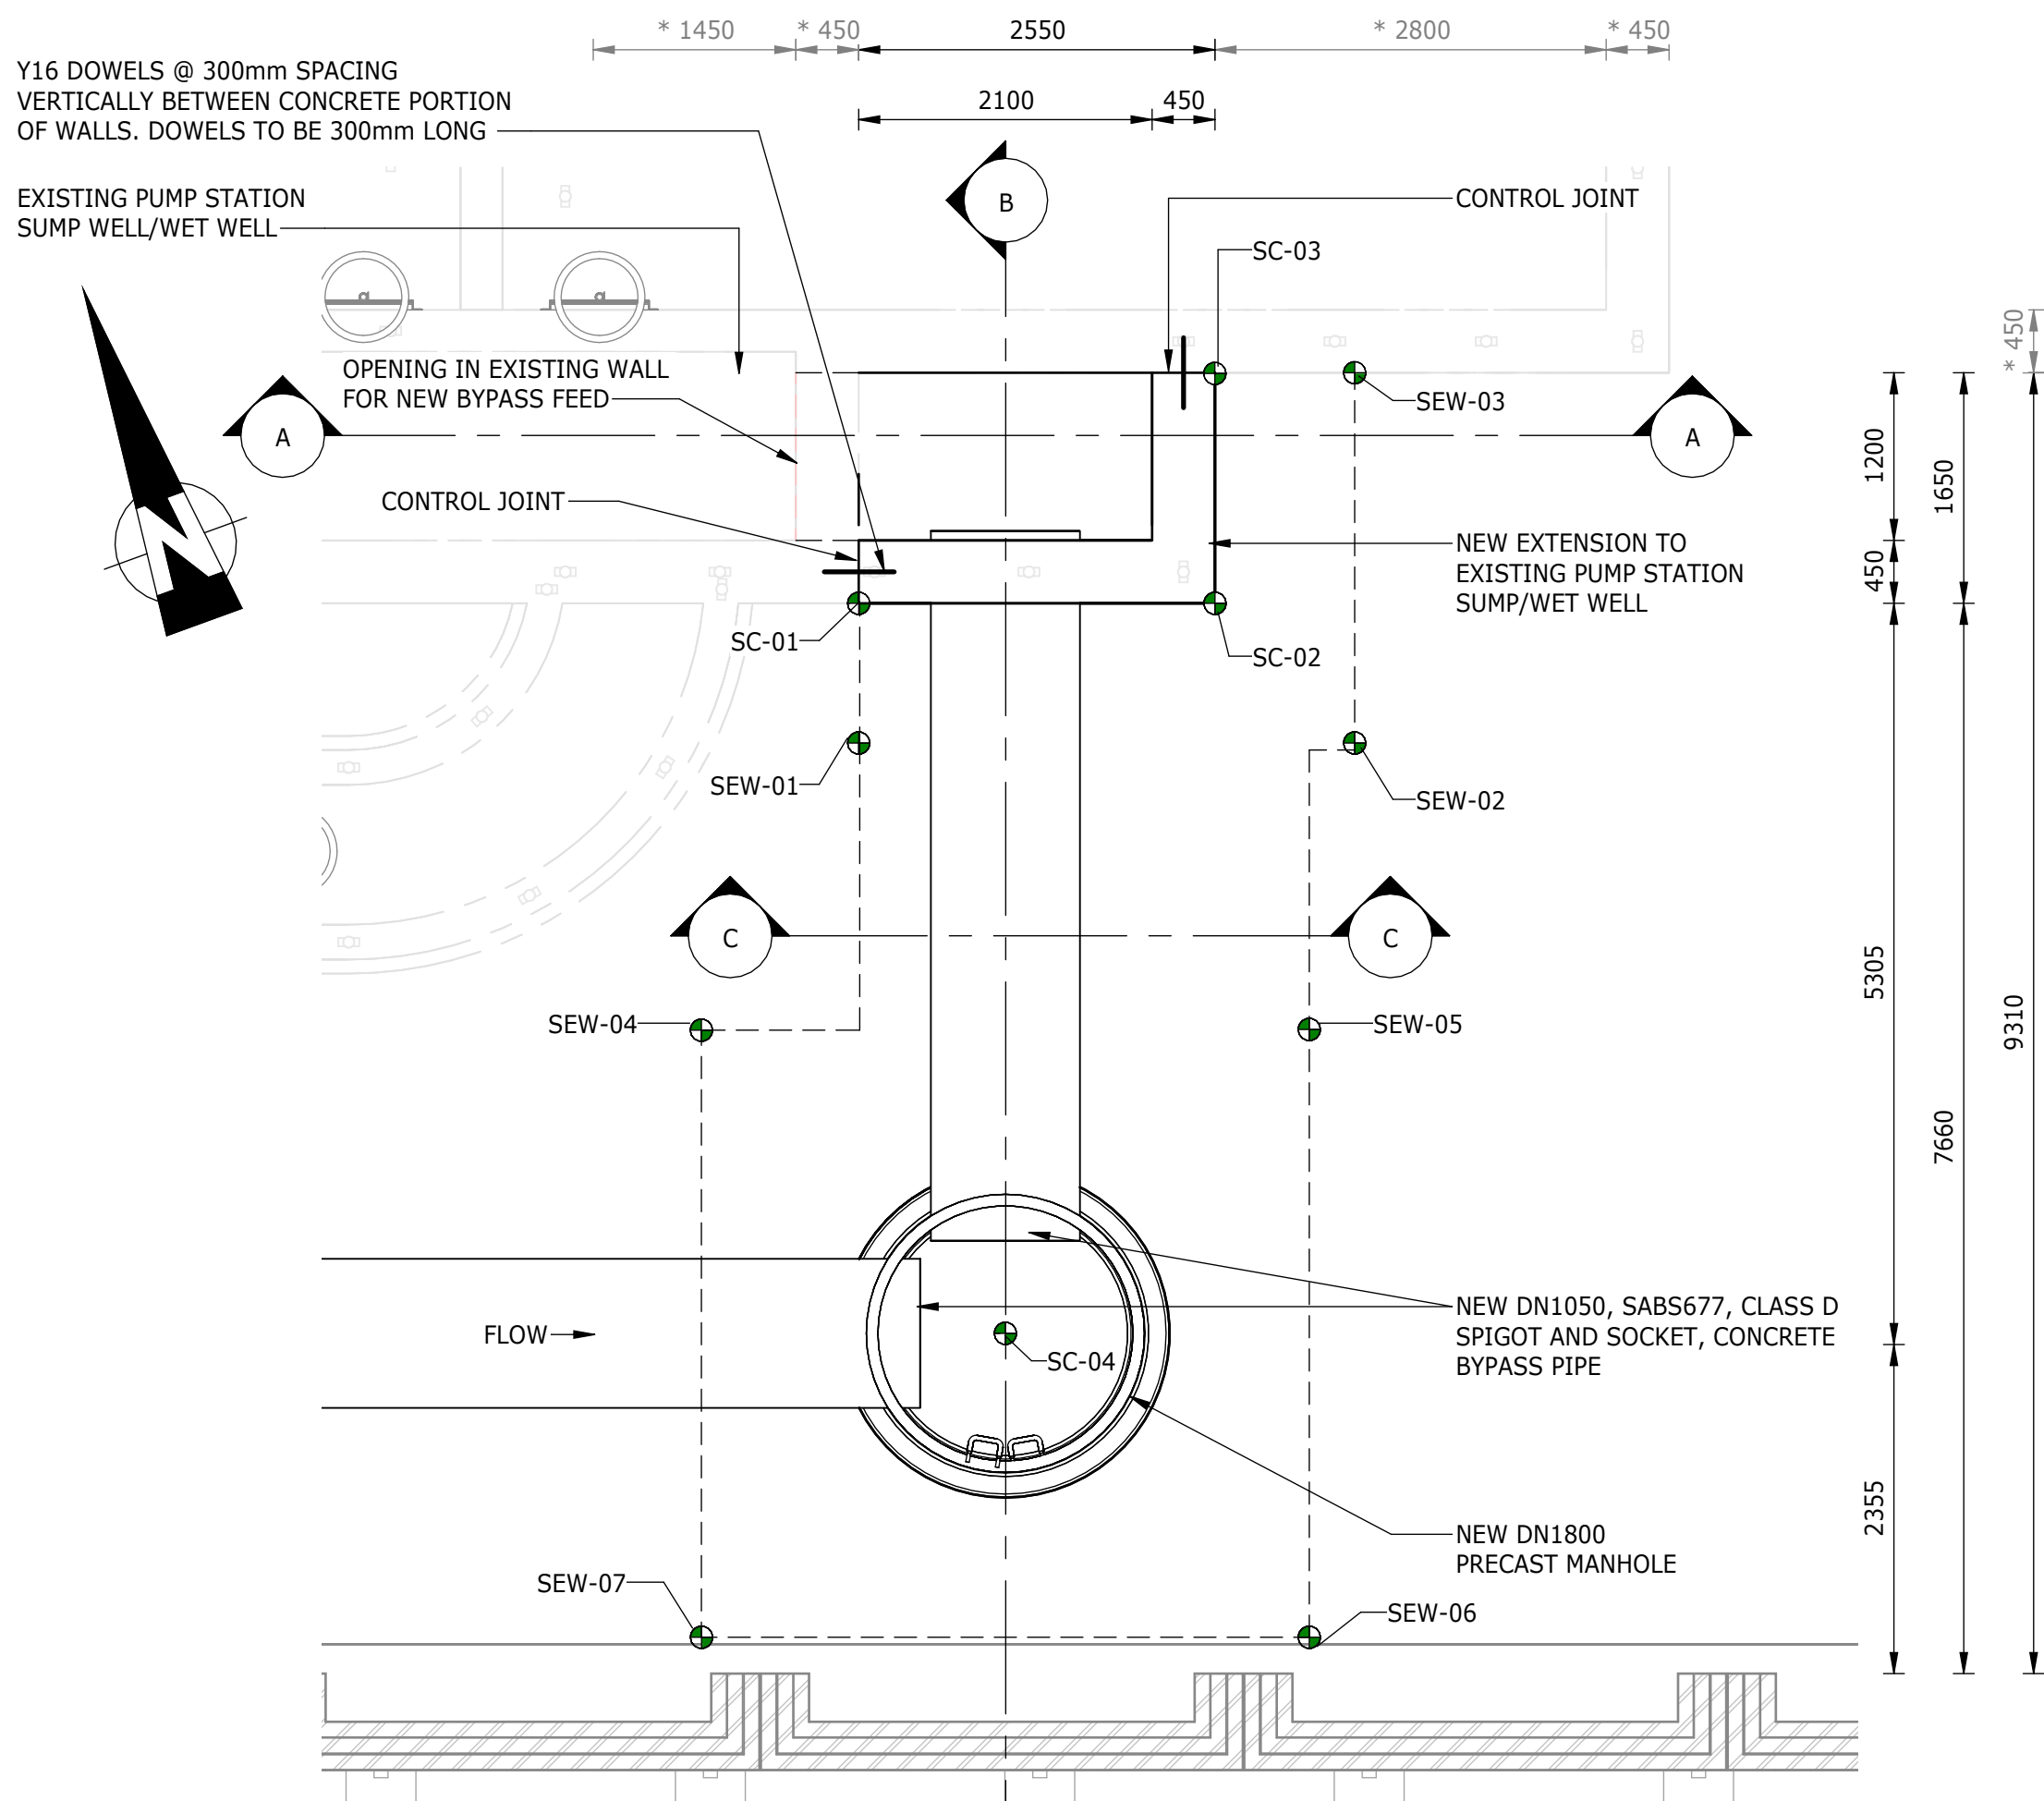 * 1450
* 450
2550
* 2800
* 450
Y16 DOWELS @ 300mm SPACING
VERTICALLY BETWEEN CONCRETE PORTION
OF WALLS. DOWELS TO BE 300mm LONG
2100
450
EXISTING PUMP STATION
SUMP WELL/WET WELL
B
CONTROL JOINT
SC-03
* 450
OPENING IN EXISTING WALL
FOR NEW BYPASS FEED
SEW-03
A
A
1200
1650
CONTROL JOINT
NEW EXTENSION TO
EXISTING PUMP STATION
SUMP/WET WELL
450
SC-01
SC-02
SEW-01
SEW-02
C
C
5305
9310
SEW-04
SEW-05
7660
FLOW
SC-04
NEW DN1050, SABS677, CLASS D
SPIGOT AND SOCKET, CONCRETE
BYPASS PIPE
2355
NEW DN1800
PRECAST MANHOLE
SEW-07
SEW-06